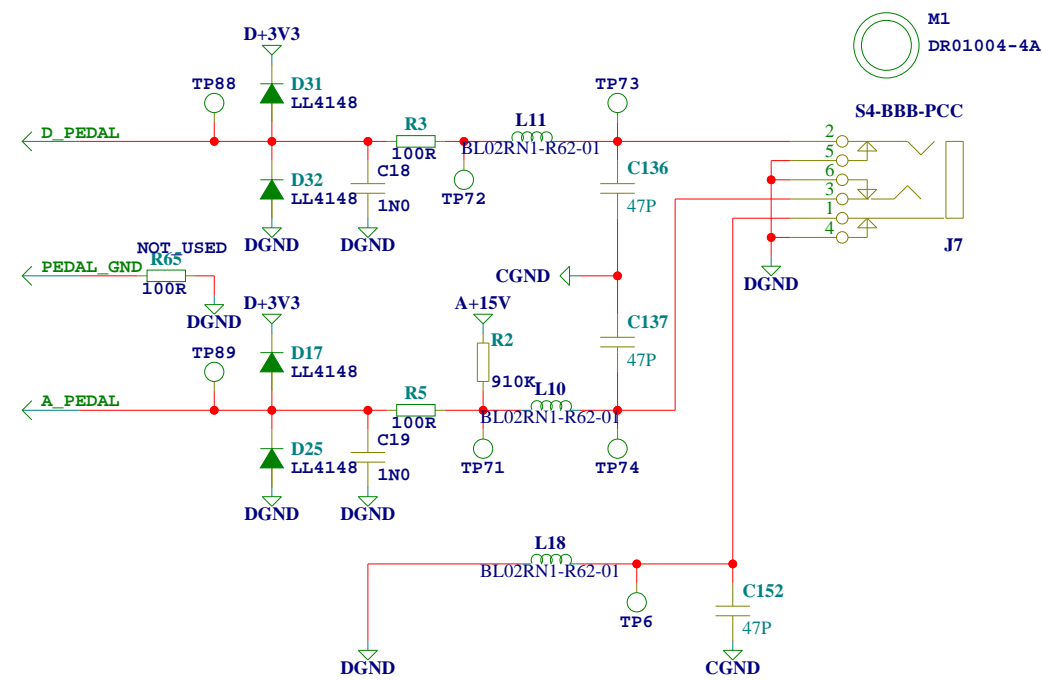 M1
DR01004-4A
D+3V3
TP88
D31
LL4148
TP73
S4-BBB-PCC
D_PEDAL
R3
100R
L11
BL02RN1-R62-01
2
5
6
3
1
4
J7
D32
LL4148
C18
1N0
TP72
C136
47P
DGND
DGND
NOT_USED
PEDAL_GND
R65
100R
DGND
CGND
DGND
D+3V3
A+15V
C137
47P
TP89
D17
LL4148
R2
910K
A_PEDAL
R5
100R
L10
BL02RN1-R62-01
D25
LL4148
C19
1N0
TP71
TP74
DGND
DGND
L18
BL02RN1-R62-01
TP6
C152
47P
DGND
CGND